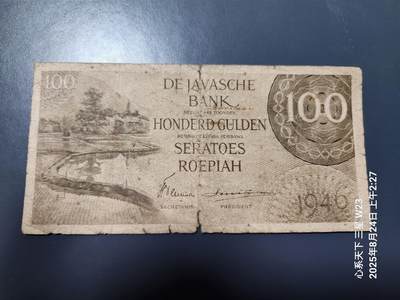 100
DE JAVASCHE
BANK
HONDERD GULDEN
SERATOES
ROEPIAH
SECRETARIS
PRESIDENT
100
1946
心系天下 三星 W23
2025年8月24日 上午2:27